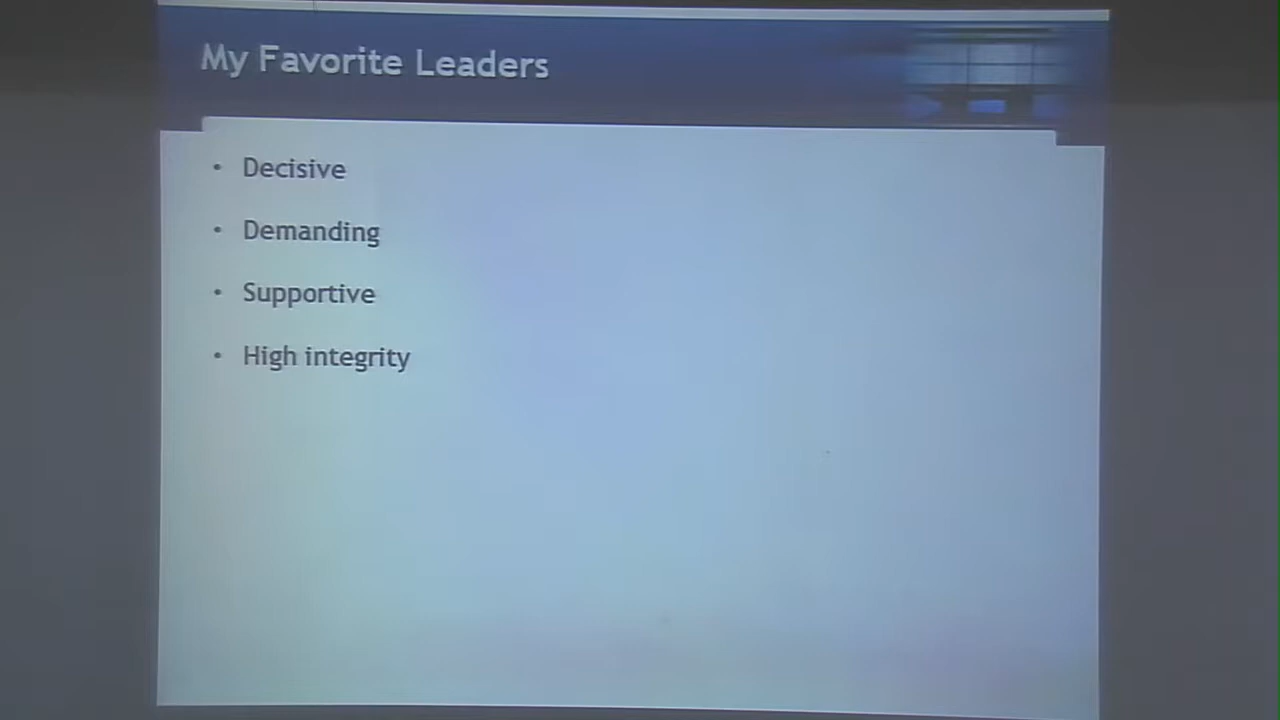 My Favorite Leaders
• Decisive
• Demanding
• Supportive
• High integrity